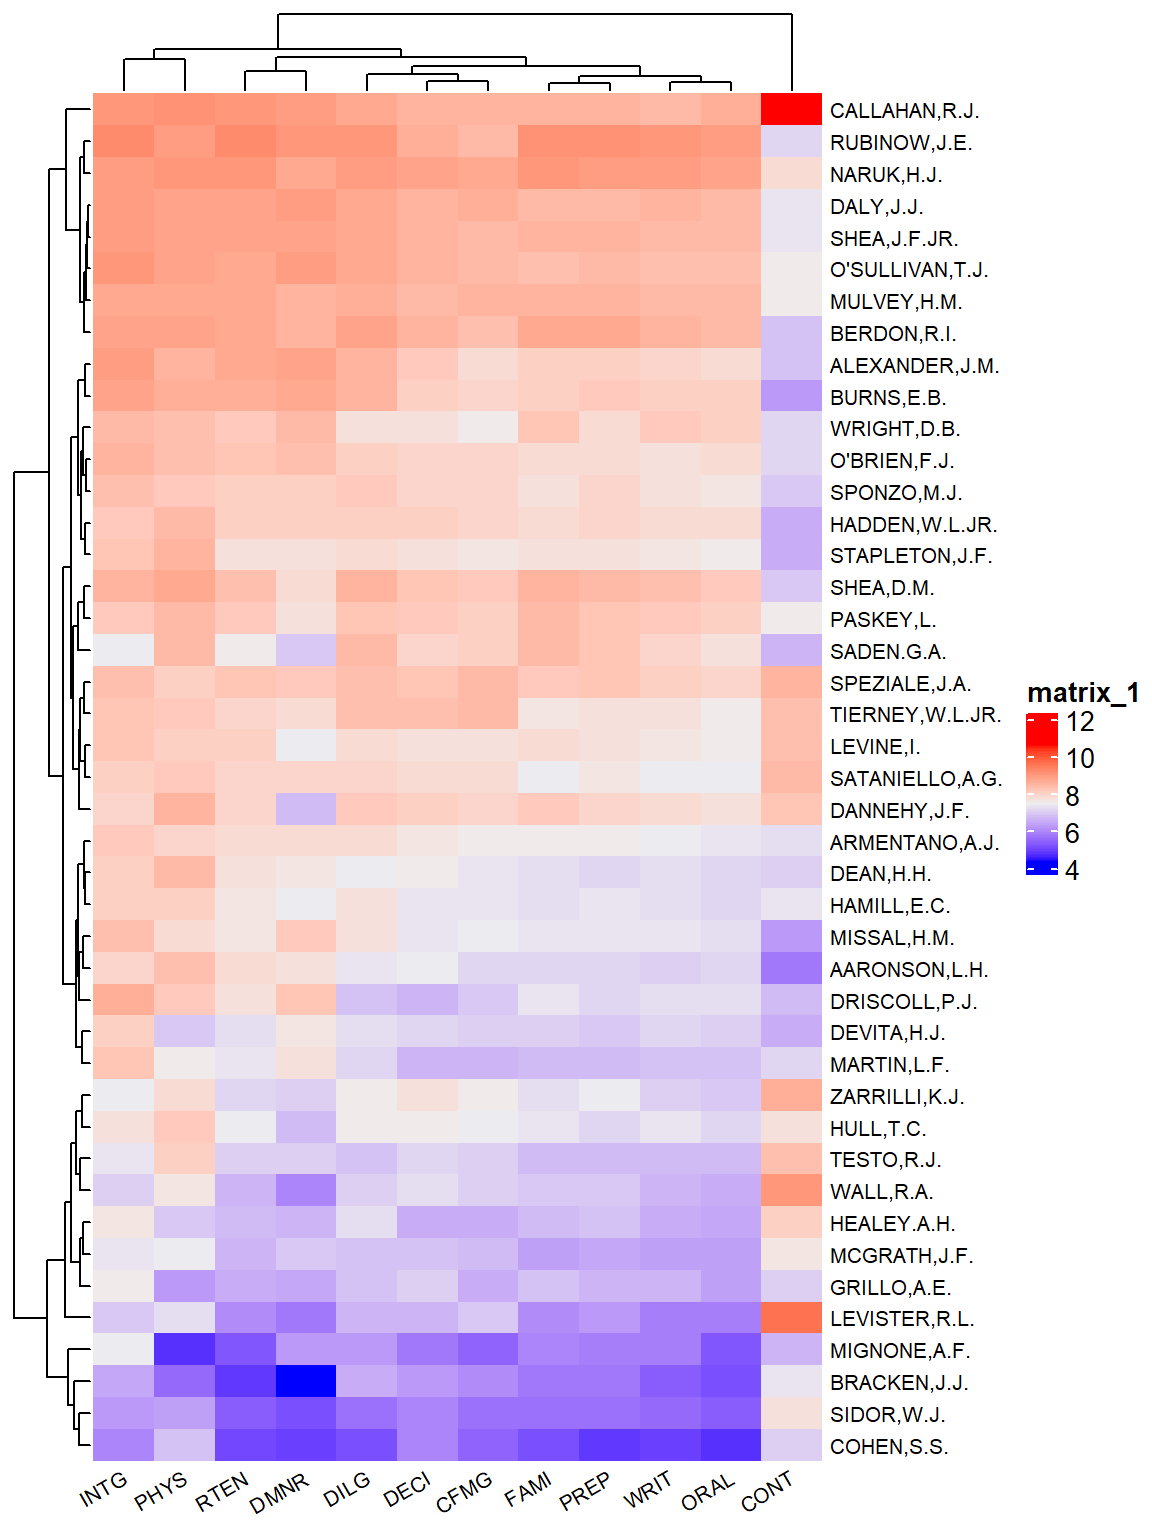 CALLAHAN,R.J.
RUBINOW,J.E.
NARUK,H.J.
DALY,J.J.
SHEA,J.F.JR.
O'SULLIVAN,T.J.
MULVEY,H.M.
BERDON,R.I.
ALEXANDER,J.M.
BURNS,E.B.
WRIGHT,D.B.
O'BRIEN,F.J.
SPONZO,M.J.
HADDEN,W.L.JR.
STAPLETON,J.F.
SHEA,D.M.
PASKEY,L.
SADEN.G.A.
SPEZIALE,J.A.
TIERNEY,W.L.JR.
LEVINE,I.
SATANIELLO,A.G.
DANNEHY,J.F.
ARMENTANO,A.J.
DEAN,H.H.
HAMILL,E.C.
MISSAL,H.M.
AARONSON,L.H.
DRISCOLL,P.J.
DEVITA,H.J.
MARTIN,L.F.
ZARRILLI,K.J.
HULL,T.C.
TESTO,R.J.
WALL,R.A.
HEALEY.A.H.
MCGRATH,J.F.
GRILLO,A.E.
LEVISTER,R.L.
MIGNONE,A.F.
BRACKEN,J.J.
SIDOR,W.J.
COHEN,S.S.
matrix_1
12
10
8
6
4
INTG PHYS RTEN DMNR DILG DECI CFMG FAMI PREP WRIT ORAL CONT